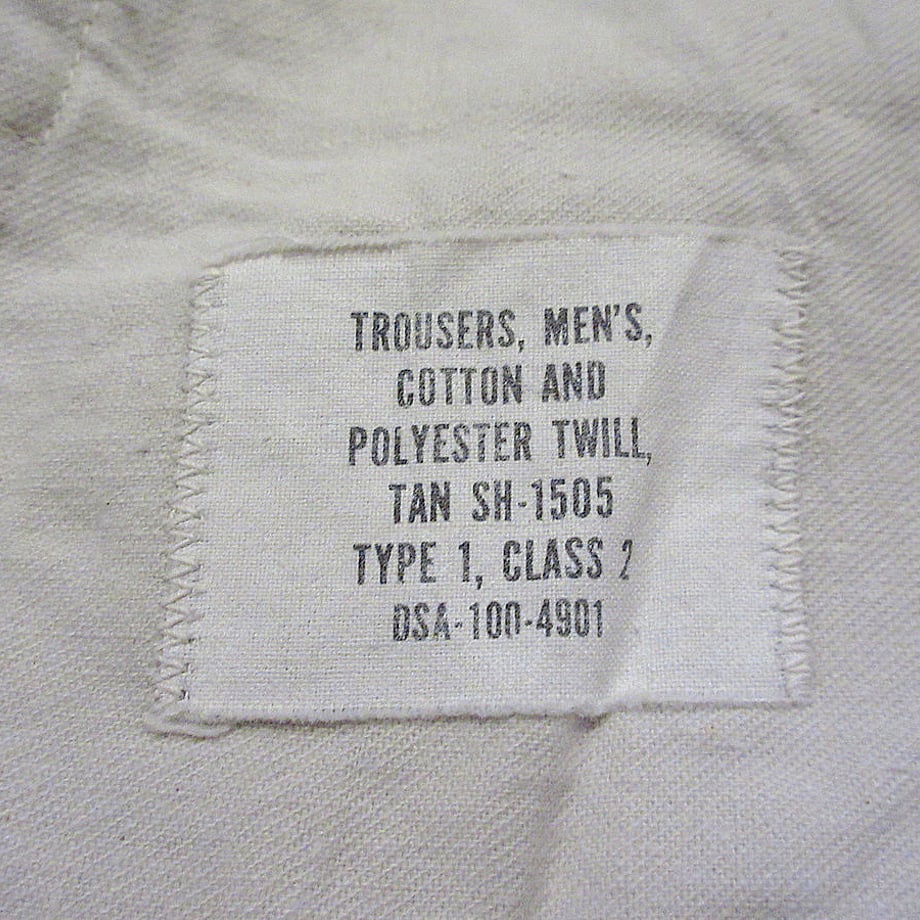 TROUSERS, MEN'S,
COTTON AND
POLYESTER TWILL,
TAN SH-1505
TYPE 1, CLASS 2
DSA-100-4901